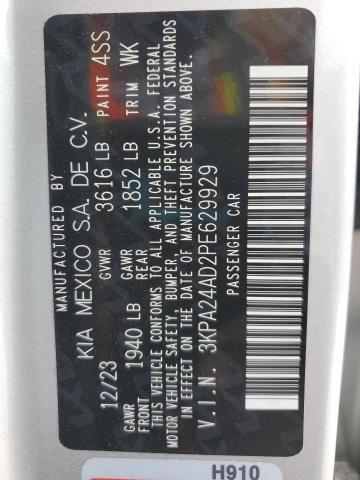 MANUFACTURED BY
KIA MEXICO S.A. DE C.V.
12/23 GVWR 3616 LB PAINT 4SS
GAWR FRONT 1940 LB GAWR REAR 1852 LB TRIM WK
THIS VEHICLE CONFORMS TO ALL APPLICABLE U.S.A. FEDERAL
MOTOR VEHICLE SAFETY, BUMPER, AND THEFT PREVENTION STANDARDS
IN EFFECT ON THE DATE OF MANUFACTURE SHOWN ABOVE.
V.I.N. 3KPA24AD2PE629929
PASSENGER CAR
H910